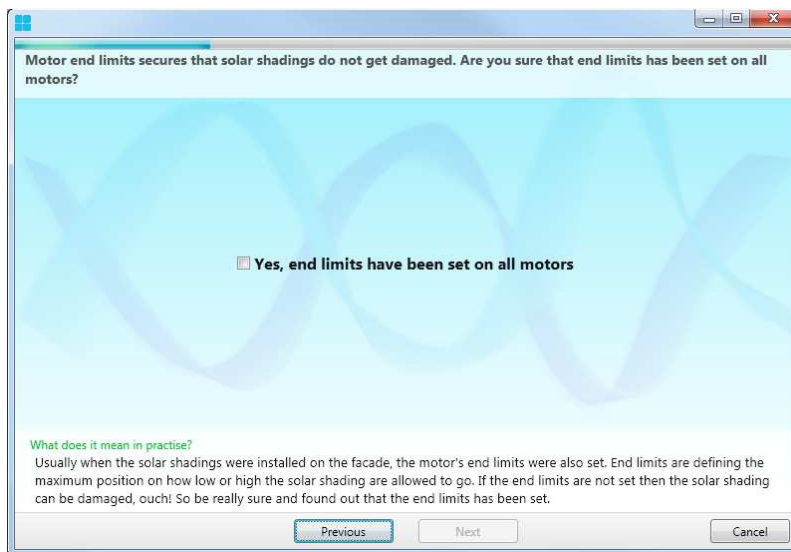 Motor end limits secures that solar shadings do not get damaged. Are you sure that end limits has been set on all
motors?
Yes, end limits have been set on all motors
What does it mean in practise?
Usually when the solar shadings were installed on the facade, the motor's end limits were also set. End limits are defining the
maximum position on how low or high the solar shading are allowed to go. If the end limits are not set then the solar shading
can be damaged, ouch! So be really sure and found out that the end limits has been set.
Previous
Next
Cancel